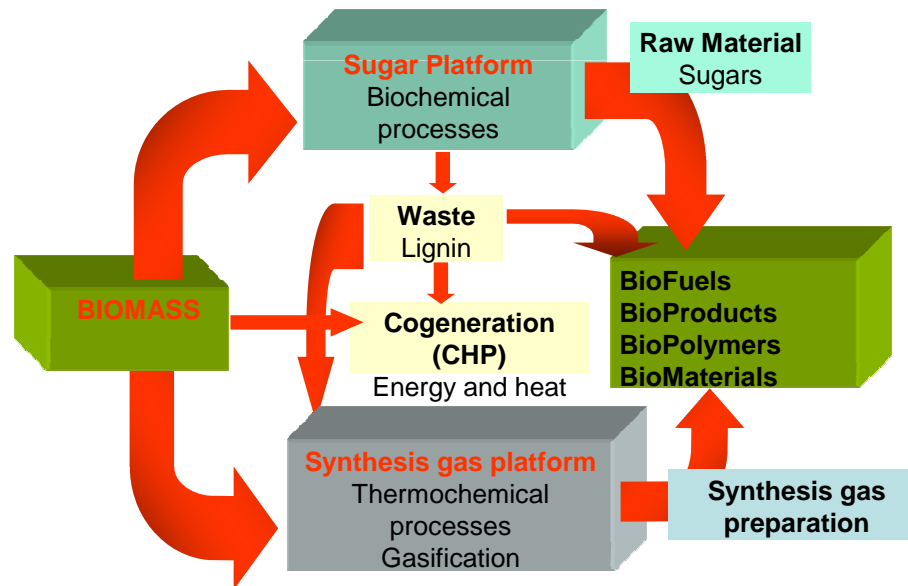 Sugar Platform
Biochemical
processes
Raw Material
Sugars
Waste
Lignin
BIOMASS
Cogeneration
(CHP)
Energy and heat
BioFuels
BioProducts
BioPolymers
BioMaterials
Synthesis gas platform
Thermochemical
processes
Gasification
Synthesis gas
preparation